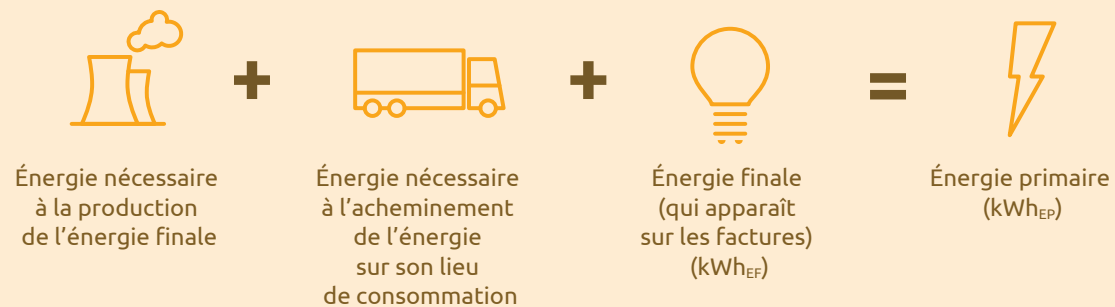 +
+
=
Énergie nécessaire
à la production
de l’énergie finale
Énergie nécessaire
à l’acheminement
de l’énergie
sur son lieu
de consommation
Énergie finale
(qui apparaît
sur les factures)
(kWhEF)
Énergie primaire
(kWhEP)